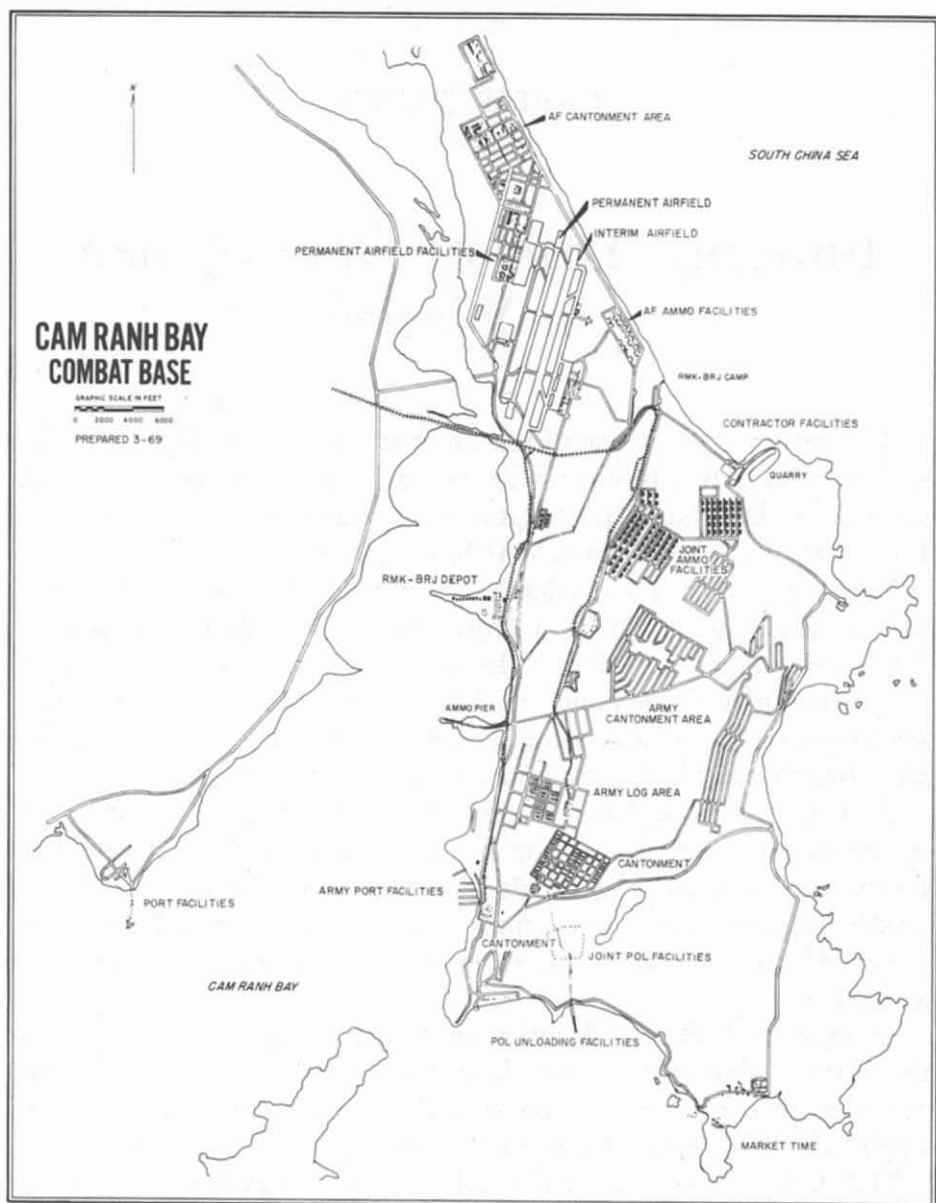 N
AF CANTONMENT AREA
SOUTH CHINA SEA
PERMANENT AIRFIELD
INTERIM AIRFIELD
PERMANENT AIRFIELD FACILITIES
AF AMMO FACILITIES
CAM RANH BAY
COMBAT BASE
GRAPHIC SCALE IN FEET
0 2000 4000 6000
PREPARED 3-69
RMK-BRJ CAMP
CONTRACTOR FACILITIES
QUARRY
JOINT
AMMO
FACILITIES
RMK-BRJ DEPOT
AMMO PIER
ARMY
CANTONMENT AREA
ARMY LOG AREA
CANTONMENT
ARMY PORT FACILITIES
PORT FACILITIES
CANTONMENT
JOINT POL FACILITIES
CAM RANH BAY
POL UNLOADING FACILITIES
MARKET TIME